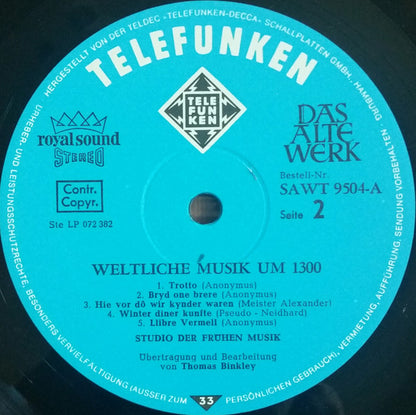 HERGESTELLT VON DER TELDEC »TELEFUNKEN-DECCA« SCHALLPLATTEN GMBH, HAMBURG
URHEBER- UND LEISTUNGSSCHUTZRECHTE, BESONDERS VERVIELFÄLTIGUNG (AUSSER ZUM PERSÖNLICHEN GEBRAUCH), VERMIETUNG, AUFFÜHRUNG, SENDUNG VORBEHALTEN.
TELEFUNKEN
TELE
FUN
KEN
royal sound
STEREO
DAS
ALTE
WERK
Contr.
Copyr.
Ste LP 072 382
Bestell-Nr.
SAWT 9504-A
Seite 2
WELTLICHE MUSIK UM 1300
1. Trotto (Anonymus)
2. Bryd one brere (Anonymus)
3. Hie vor dô wir kynder waren (Meister Alexander)
4. Winter diner kunfte (Pseudo - Neidhard)
5. Llibre Vermell (Anonymus)
STUDIO DER FRÜHEN MUSIK
Übertragung und Bearbeitung
von Thomas Binkley
33